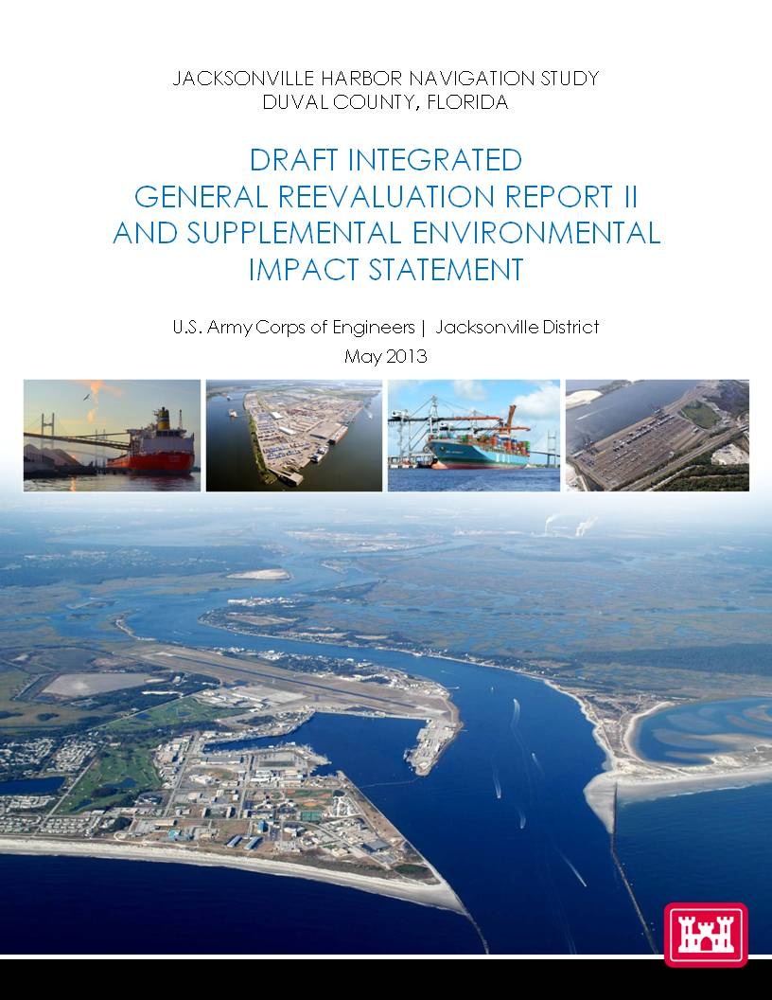 JACKSONVILLE HARBOR NAVIGATION STUDY
DUVAL COUNTY, FLORIDA
DRAFT INTEGRATED
GENERAL REEVALUATION REPORT II
AND SUPPLEMENTAL ENVIRONMENTAL
IMPACT STATEMENT
U.S. Army Corps of Engineers | Jacksonville District
May 2013